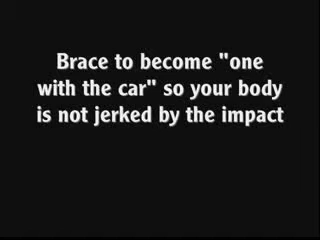 Brace to become "one
with the car" so your body
is not jerked by the impact